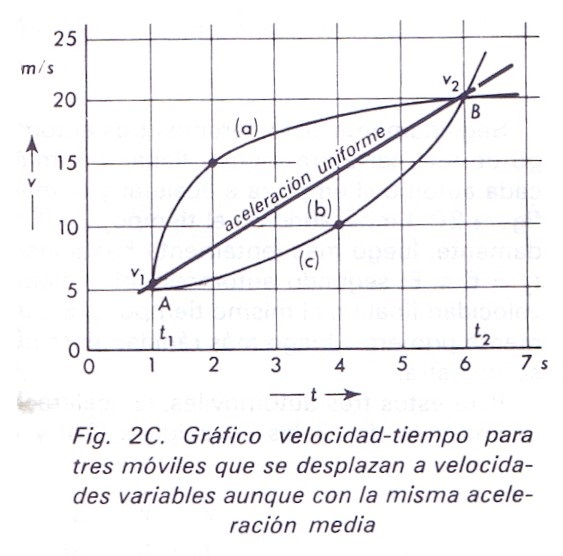 25
m/s
v₂
20
B
(a)
15
aceleración uniforme
v
(b)
10
(c)
v₁
5
A
t₁
t₂
0
0 1 2 3 4 5 6 7 s
t
Fig. 2C. Gráfico velocidad-tiempo para
tres móviles que se desplazan a velocida-
des variables aunque con la misma acele-
ración media